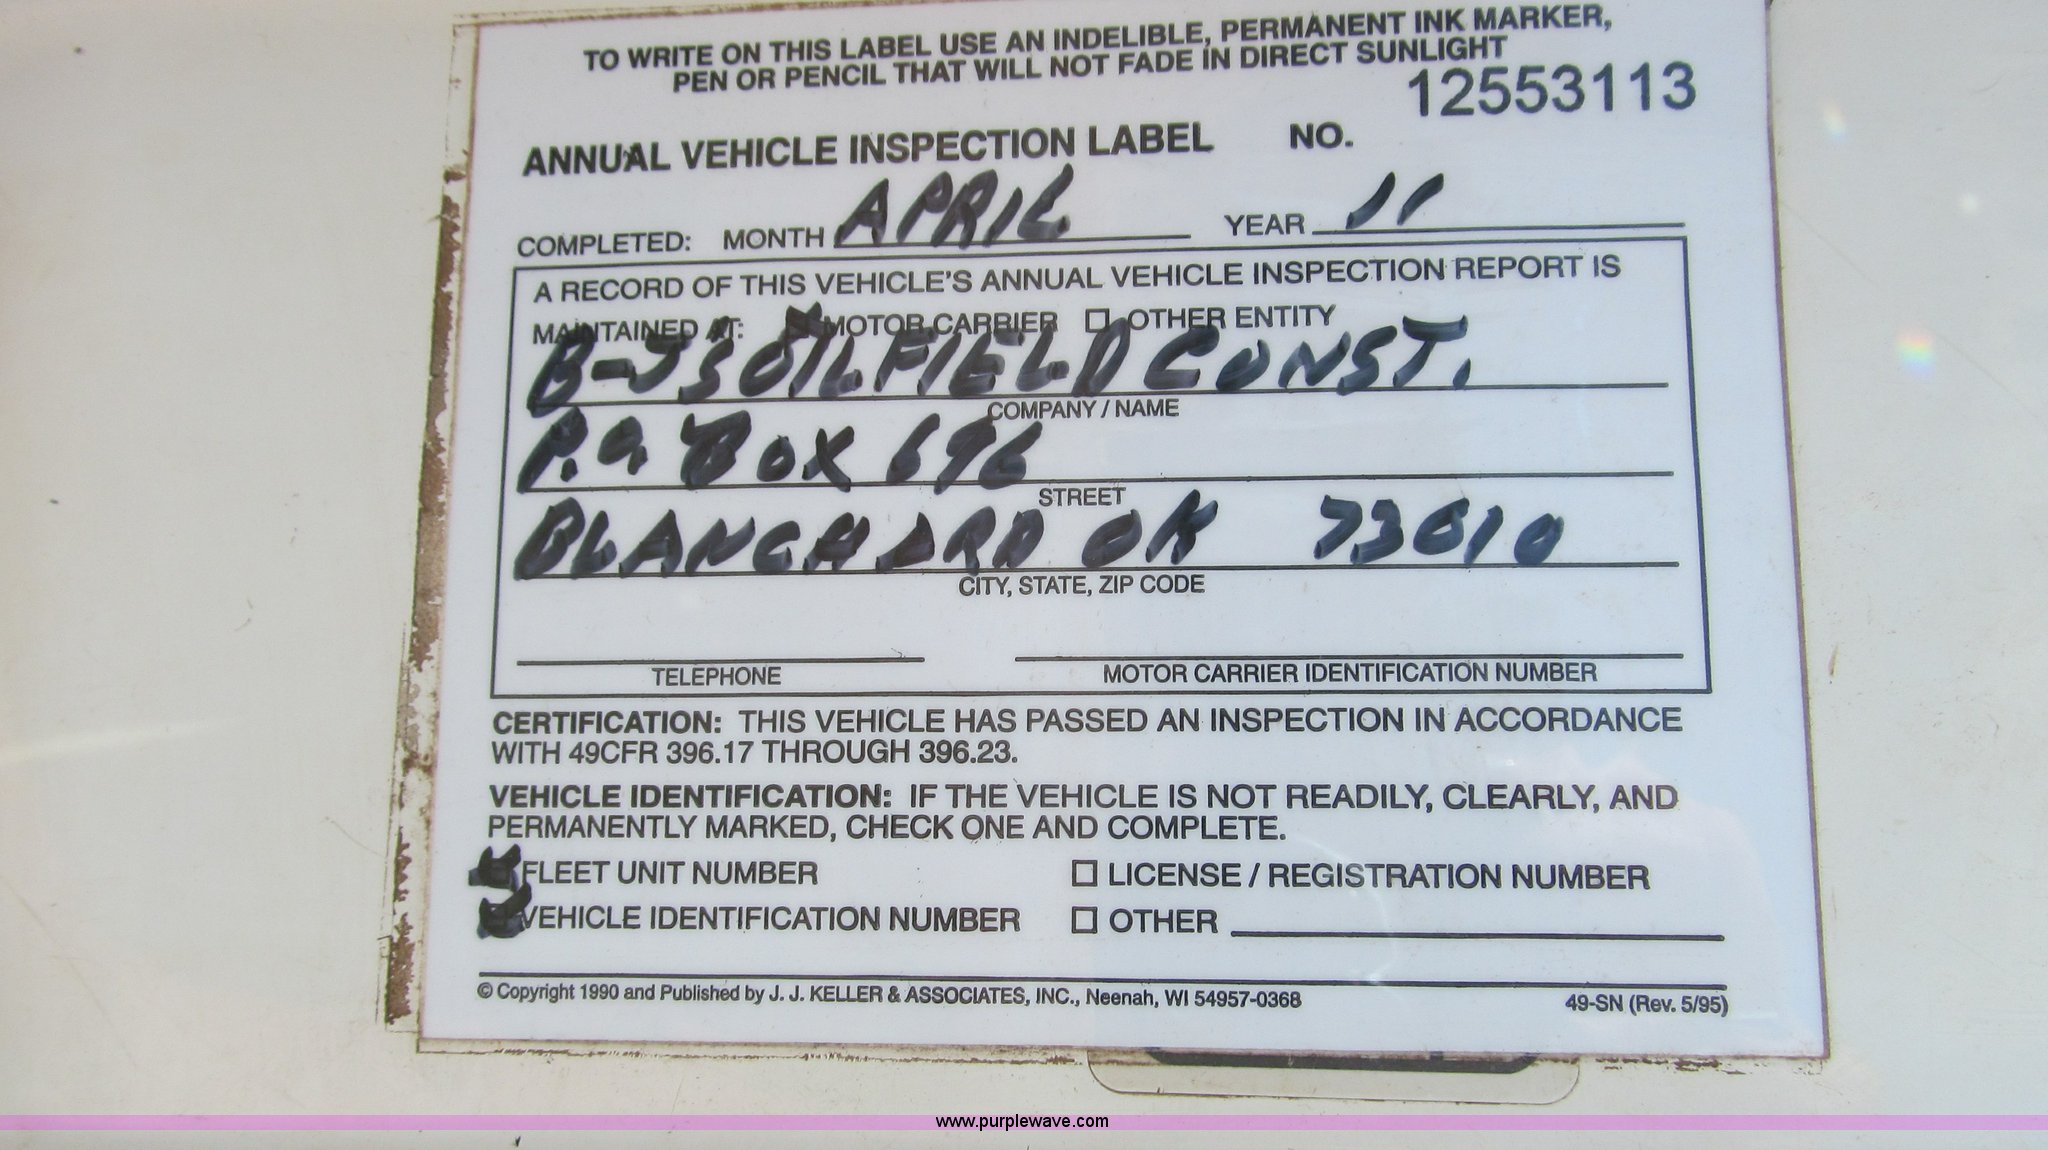 TO WRITE ON THIS LABEL USE AN INDELIBLE, PERMANENT INK MARKER,
PEN OR PENCIL THAT WILL NOT FADE IN DIRECT SUNLIGHT
12553113
ANNUAL VEHICLE INSPECTION LABEL NO.
COMPLETED: MONTH APRIL YEAR 11
A RECORD OF THIS VEHICLE'S ANNUAL VEHICLE INSPECTION REPORT IS
MAINTAINED AT: MOTOR CARRIER OTHER ENTITY
B-JS OILFIELD CONST.
COMPANY / NAME
P.O. BOX 696
STREET
BLANCHARD OK 73010
CITY, STATE, ZIP CODE
TELEPHONE MOTOR CARRIER IDENTIFICATION NUMBER
CERTIFICATION: THIS VEHICLE HAS PASSED AN INSPECTION IN ACCORDANCE
WITH 49CFR 396.17 THROUGH 396.23.
VEHICLE IDENTIFICATION: IF THE VEHICLE IS NOT READILY, CLEARLY, AND
PERMANENTLY MARKED, CHECK ONE AND COMPLETE.
FLEET UNIT NUMBER LICENSE / REGISTRATION NUMBER
VEHICLE IDENTIFICATION NUMBER OTHER
© Copyright 1990 and Published by J. J. KELLER & ASSOCIATES, INC., Neenah, WI 54957-0368 49-SN (Rev. 5/95)
www.purplewave.com